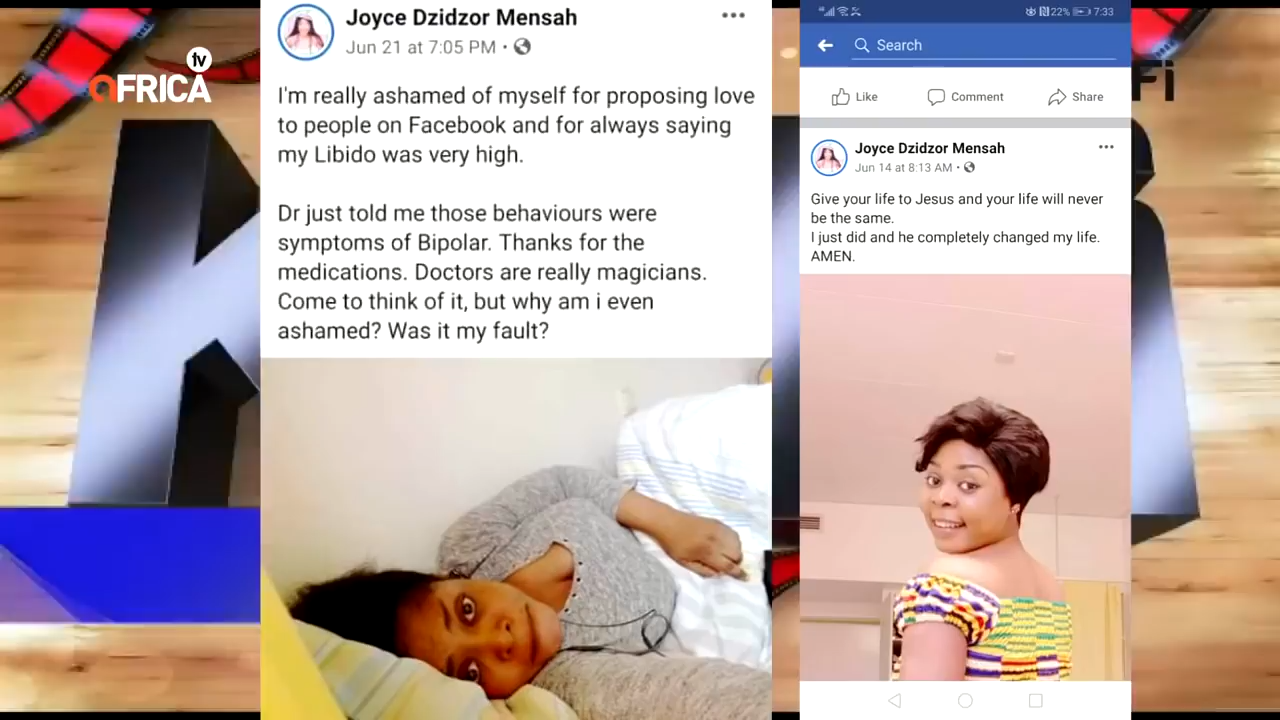 tv
aFRICA
Joyce Dzidzor Mensah
Jun 21 at 7:05 PM
I'm really ashamed of myself for proposing love
to people on Facebook and for always saying
my Libido was very high.
Dr just told me those behaviours were
symptoms of Bipolar. Thanks for the
medications. Doctors are really magicians.
Come to think of it, but why am i even
ashamed? Was it my fault?
22% 7:33
Search
Like Comment Share
Joyce Dzidzor Mensah
Jun 14 at 8:13 AM
Give your life to Jesus and your life will never
be the same.
I just did and he completely changed my life.
AMEN.
Fi